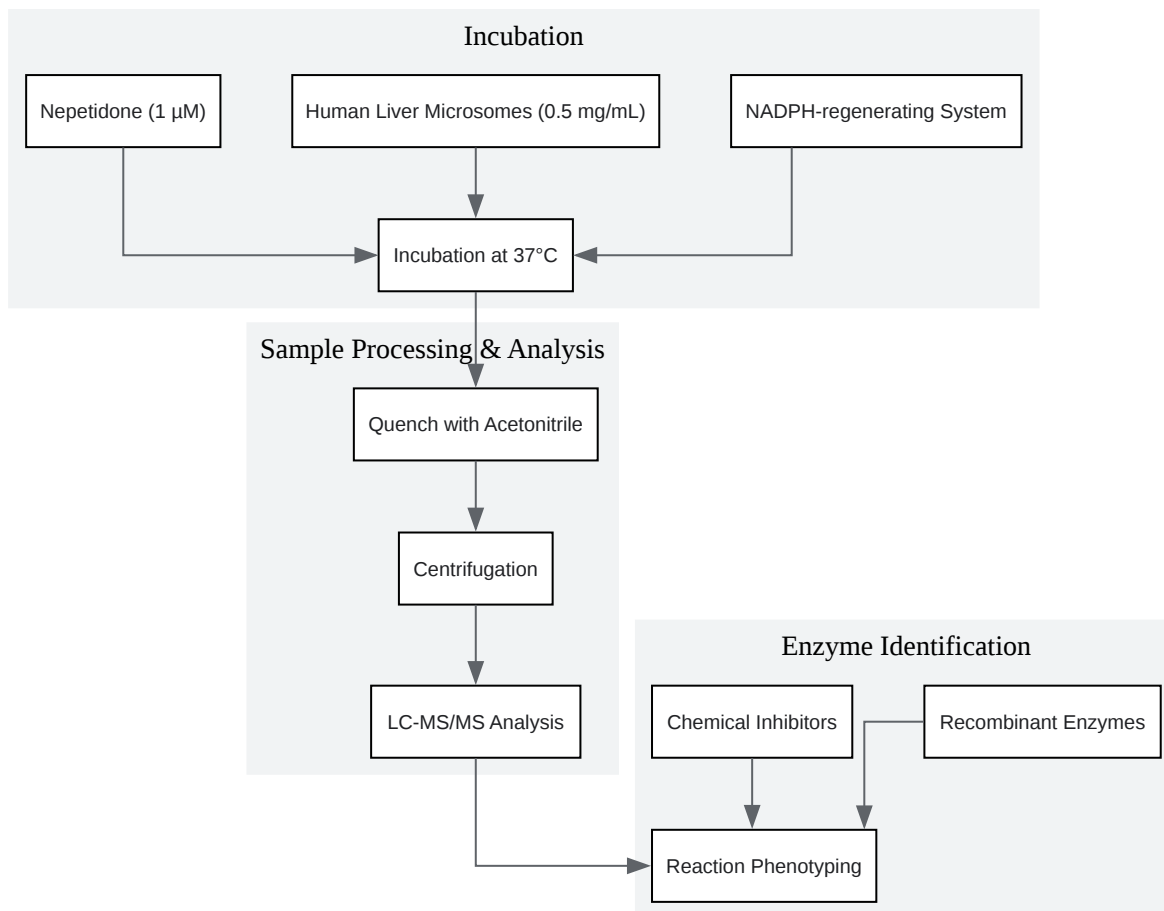 Incubation
Nepetidone (1 µM)
Human Liver Microsomes (0.5 mg/mL)
NADPH-regenerating System
Incubation at 37°C
Sample Processing & Analysis
Quench with Acetonitrile
Centrifugation
LC-MS/MS Analysis
Enzyme Identification
Chemical Inhibitors
Recombinant Enzymes
Reaction Phenotyping